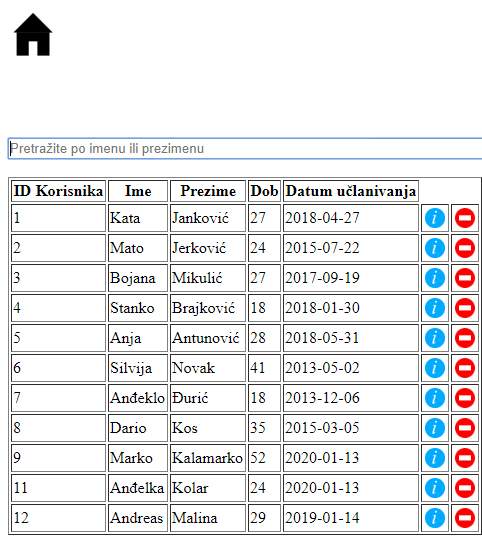 Pretražite po imenu ili prezimenu
ID Korisnika Ime Prezime Dob Datum učlanivanja
1 Kata Janković 27 2018-04-27 i
2 Mato Jerković 24 2015-07-22 i
3 Bojana Mikulić 27 2017-09-19 i
4 Stanko Brajković 18 2018-01-30 i
5 Anja Antunović 28 2018-05-31 i
6 Silvija Novak 41 2013-05-02 i
7 Anđeklo Đurić 18 2013-12-06 i
8 Dario Kos 35 2015-03-05 i
9 Marko Kalamarko 52 2020-01-13 i
11 Anđelka Kolar 24 2020-01-13 i
12 Andreas Malina 29 2019-01-14 i